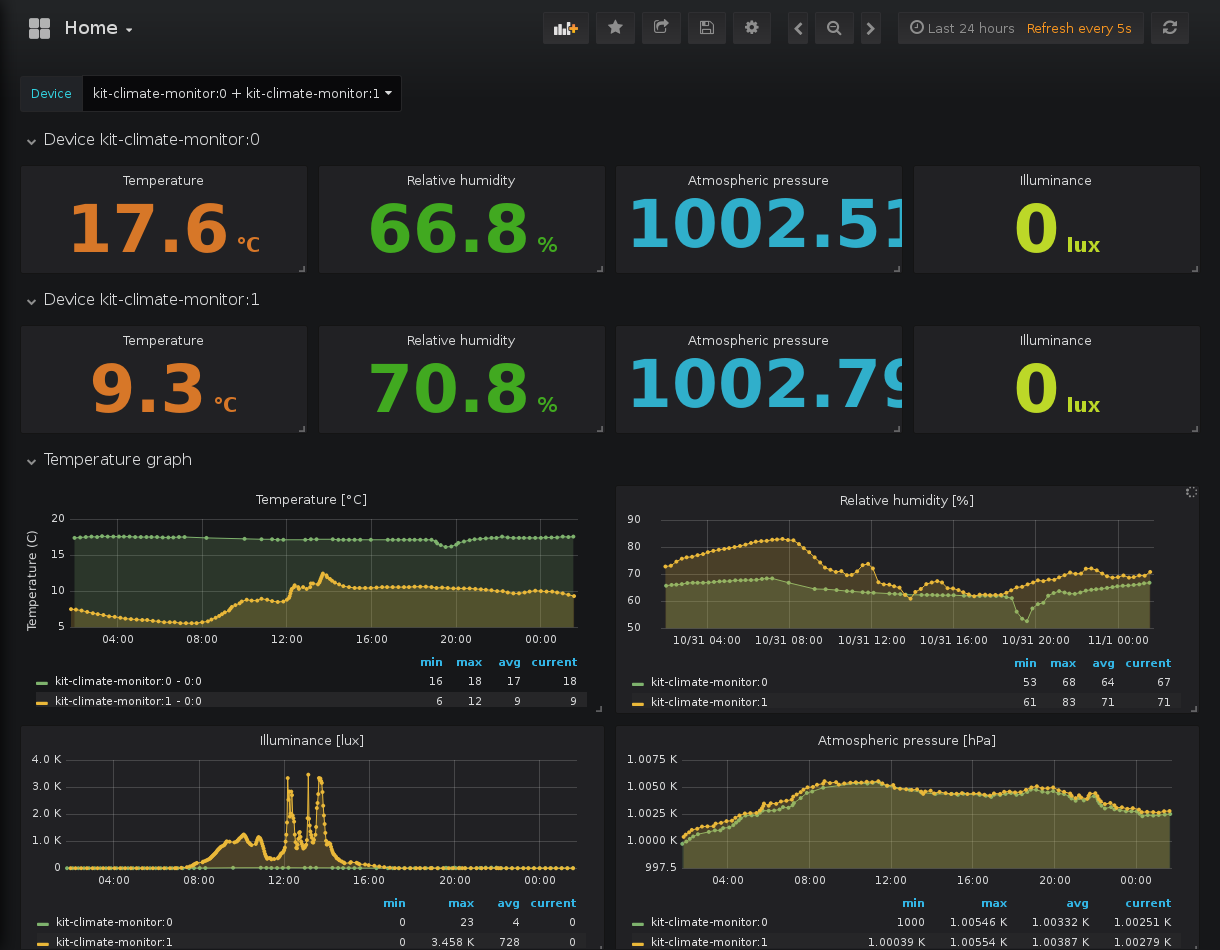 Home
Last 24 hours Refresh every 5s
Device kit-climate-monitor:0 + kit-climate-monitor:1
Device kit-climate-monitor:0
Temperature Relative humidity Atmospheric pressure Illuminance
17.6 °C 66.8 % 1002.51 0 lux
Device kit-climate-monitor:1
Temperature Relative humidity Atmospheric pressure Illuminance
9.3 °C 70.8 % 1002.79 0 lux
Temperature graph
Temperature [°C]
Temperature (C)
20
15
10
5
04:00 08:00 12:00 16:00 20:00 00:00
min max avg current
kit-climate-monitor:0 - 0:0 16 18 17 18
kit-climate-monitor:1 - 0:0 6 12 9 9
Relative humidity [%]
90
80
70
60
50
10/31 04:00 10/31 08:00 10/31 12:00 10/31 16:00 10/31 20:00 11/1 00:00
min max avg current
kit-climate-monitor:0 53 68 64 67
kit-climate-monitor:1 61 83 71 71
Illuminance [lux]
4.0 K
3.0 K
2.0 K
1.0 K
0
04:00 08:00 12:00 16:00 20:00 00:00
min max avg current
kit-climate-monitor:0 0 23 4 0
kit-climate-monitor:1 0 3.458 K 728 0
Atmospheric pressure [hPa]
1.0075 K
1.0050 K
1.0025 K
1.0000 K
997.5
04:00 08:00 12:00 16:00 20:00 00:00
min max avg current
kit-climate-monitor:0 1000 1.00546 K 1.00332 K 1.00251 K
kit-climate-monitor:1 1.00039 K 1.00554 K 1.00387 K 1.00279 K